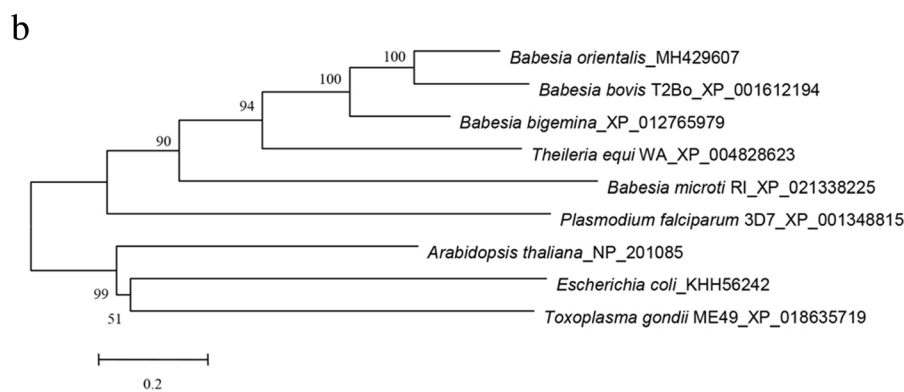 b
100
Babesia orientalis_MH429607
100
Babesia bovis T2Bo_XP_001612194
94
Babesia bigemina_XP_012765979
90
Theileria equi WA_XP_004828623
Babesia microti RI_XP_021338225
Plasmodium falciparum 3D7_XP_001348815
Arabidopsis thaliana_NP_201085
99
Escherichia coli_KHH56242
51
Toxoplasma gondii ME49_XP_018635719
0.2